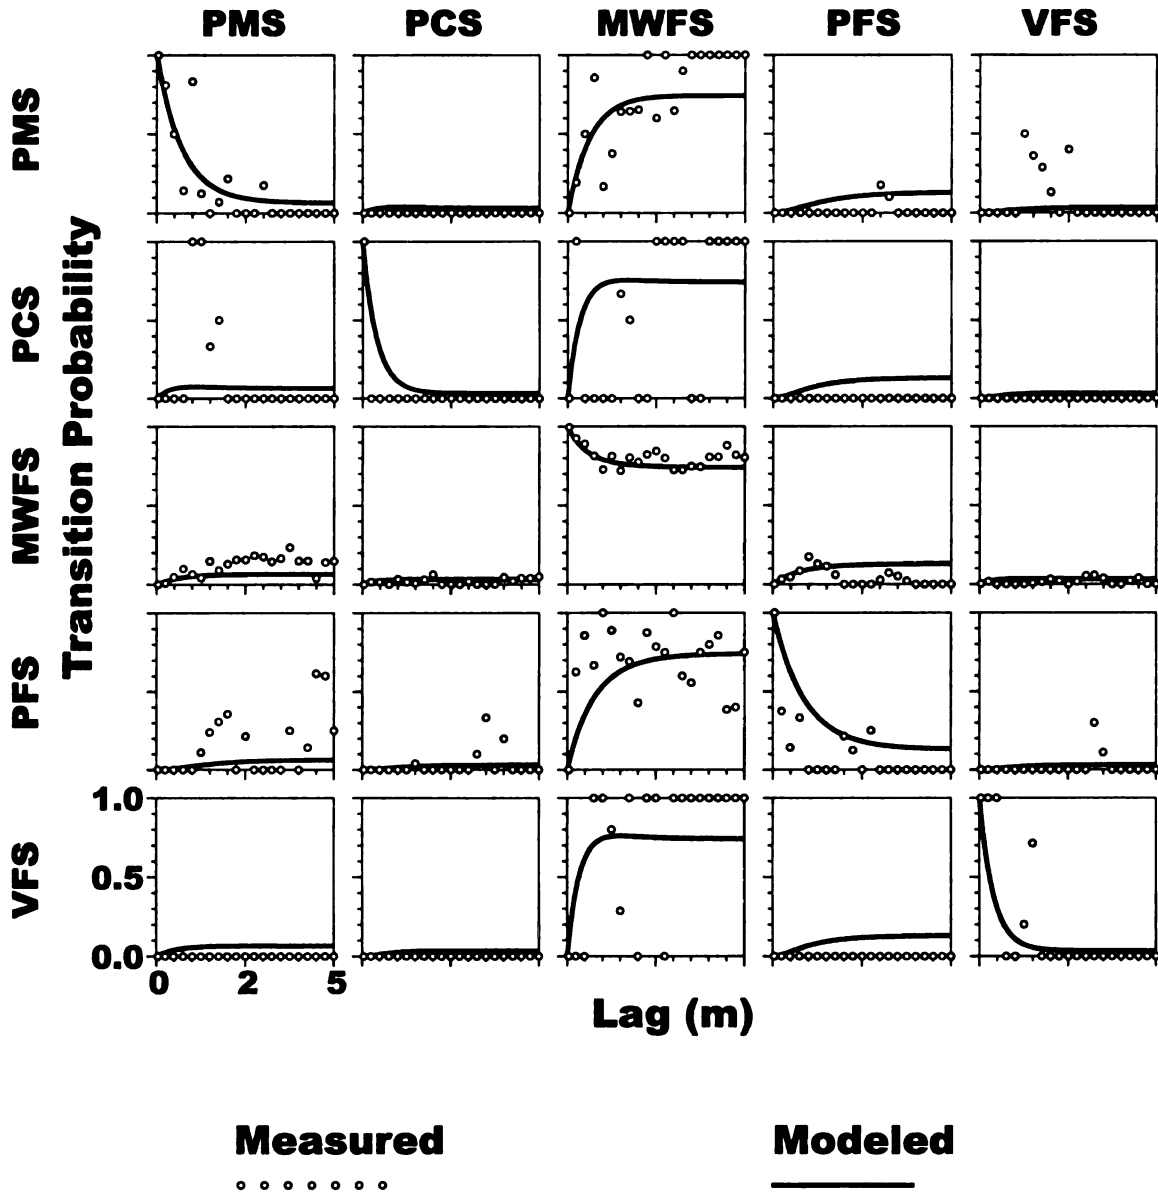 PMS PCS MWFS PFS VFS
PMS
PCS
MWFS
PFS
VFS
Transition Probability
1.0
0.5
0.0
0 2 5
Lag (m)
Measured Modeled